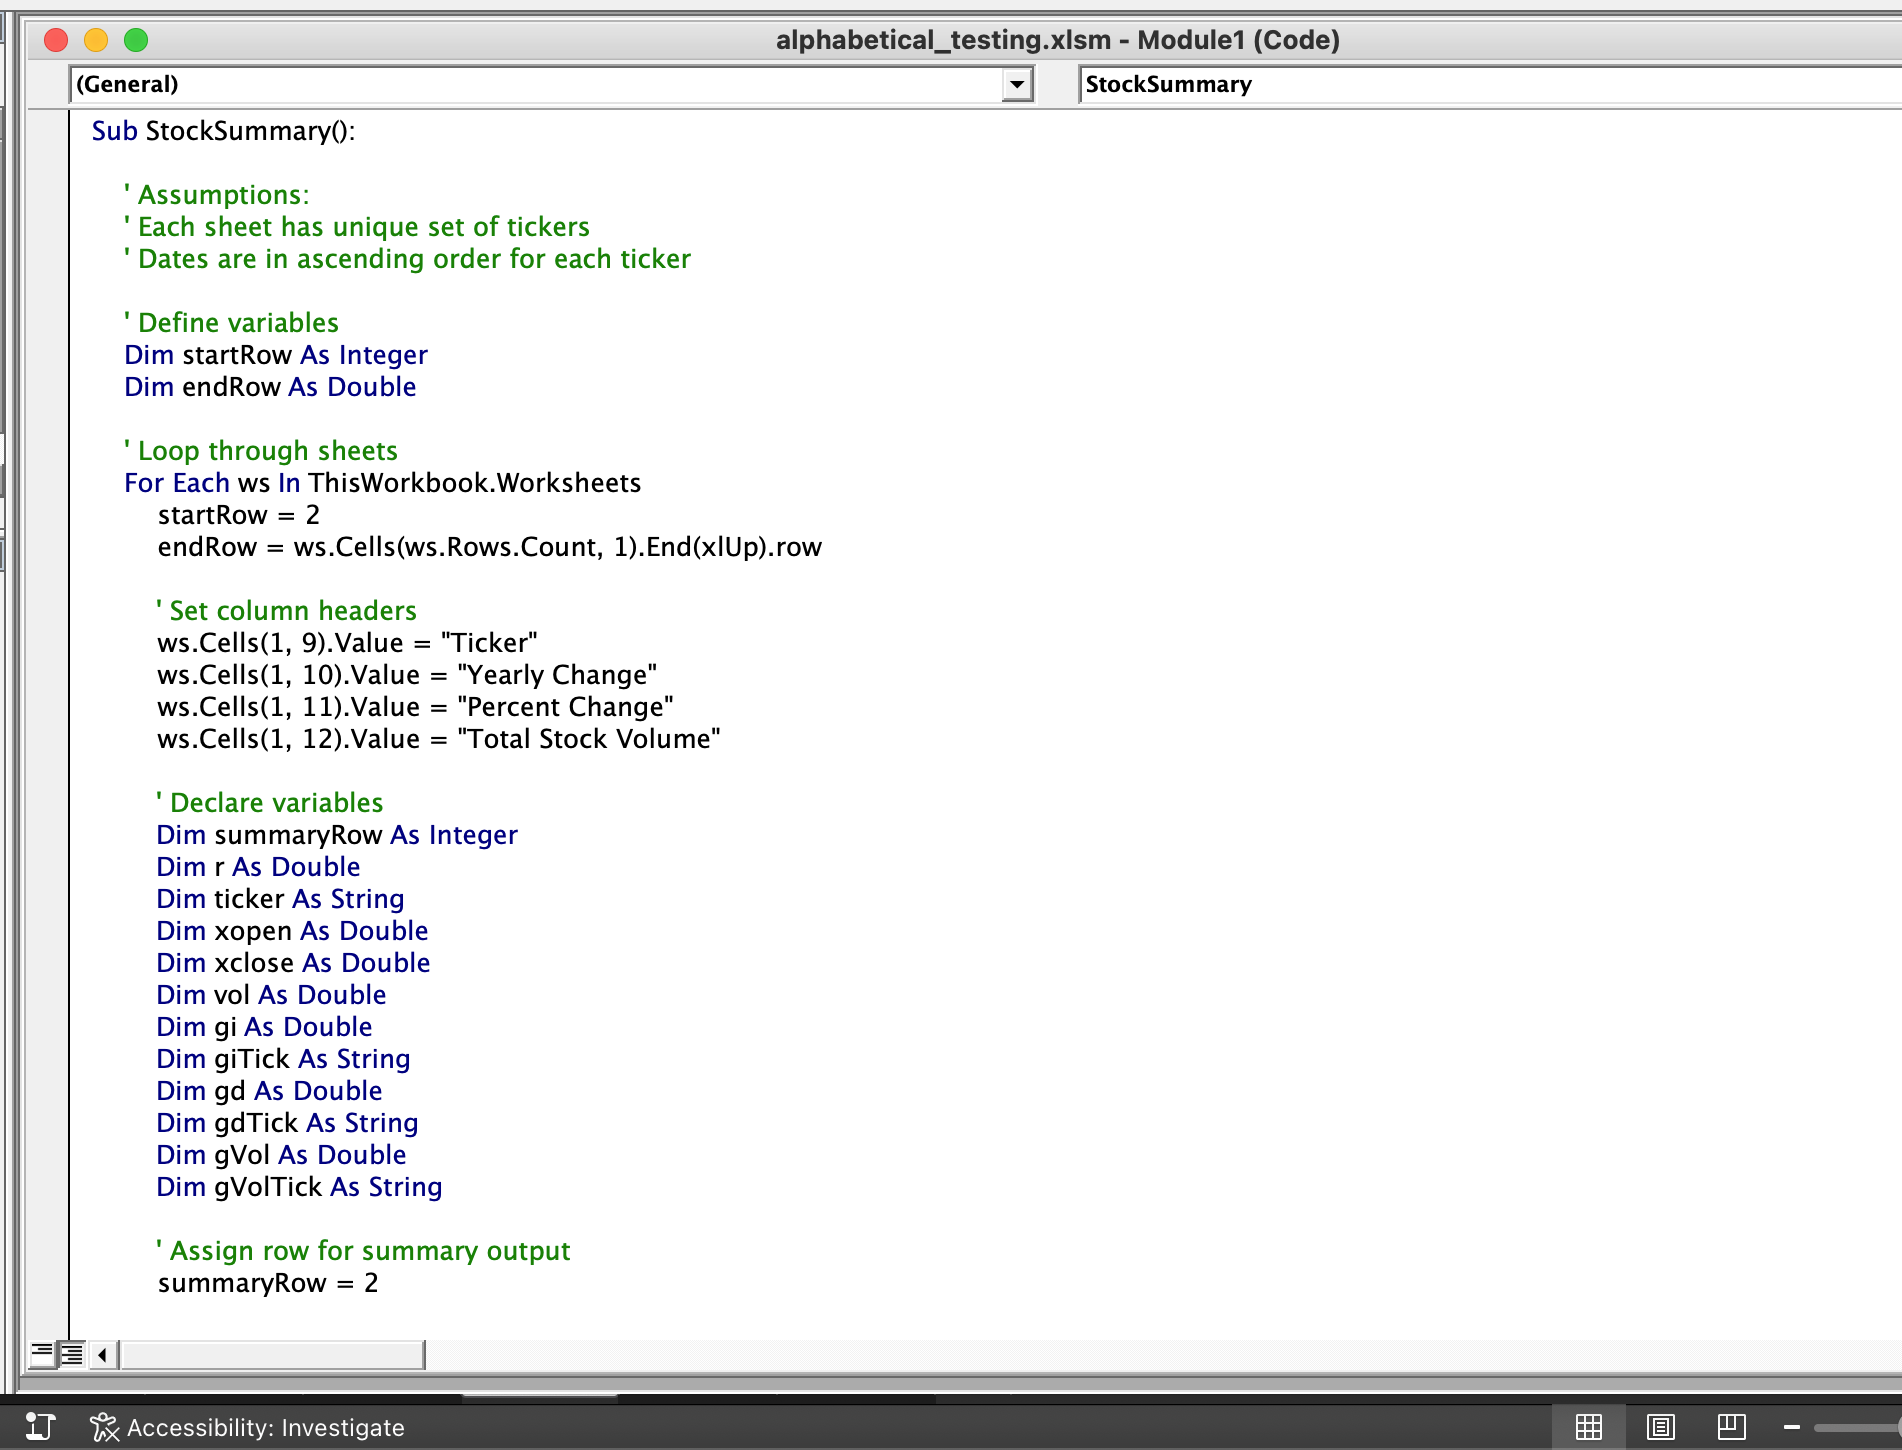 alphabetical_testing.xlsm - Module1 (Code)
(General)
StockSummary
Sub StockSummary():
' Assumptions:
' Each sheet has unique set of tickers
' Dates are in ascending order for each ticker
' Define variables
Dim startRow As Integer
Dim endRow As Double
' Loop through sheets
For Each ws In ThisWorkbook.Worksheets
startRow = 2
endRow = ws.Cells(ws.Rows.Count, 1).End(xlUp).row
' Set column headers
ws.Cells(1, 9).Value = "Ticker"
ws.Cells(1, 10).Value = "Yearly Change"
ws.Cells(1, 11).Value = "Percent Change"
ws.Cells(1, 12).Value = "Total Stock Volume"
' Declare variables
Dim summaryRow As Integer
Dim r As Double
Dim ticker As String
Dim xopen As Double
Dim xclose As Double
Dim vol As Double
Dim gi As Double
Dim giTick As String
Dim gd As Double
Dim gdTick As String
Dim gVol As Double
Dim gVolTick As String
' Assign row for summary output
summaryRow = 2
Accessibility: Investigate